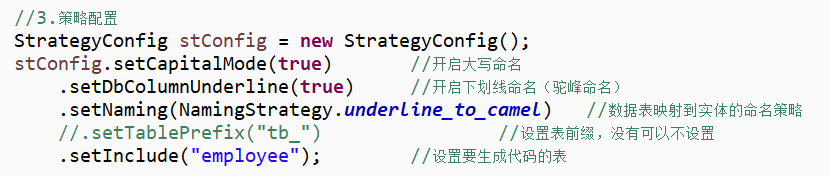 //3.策略配置
StrategyConfig stConfig = new StrategyConfig();
stConfig.setCapitalMode(true) //开启大写命名
.setDbColumnUnderline(true) //开启下划线命名（驼峰命名）
.setNaming(NamingStrategy.underline_to_camel) //数据表映射到实体的命名策略
//.setTablePrefix("tb_") //设置表前缀，没有可以不设置
.setInclude("employee"); //设置要生成代码的表